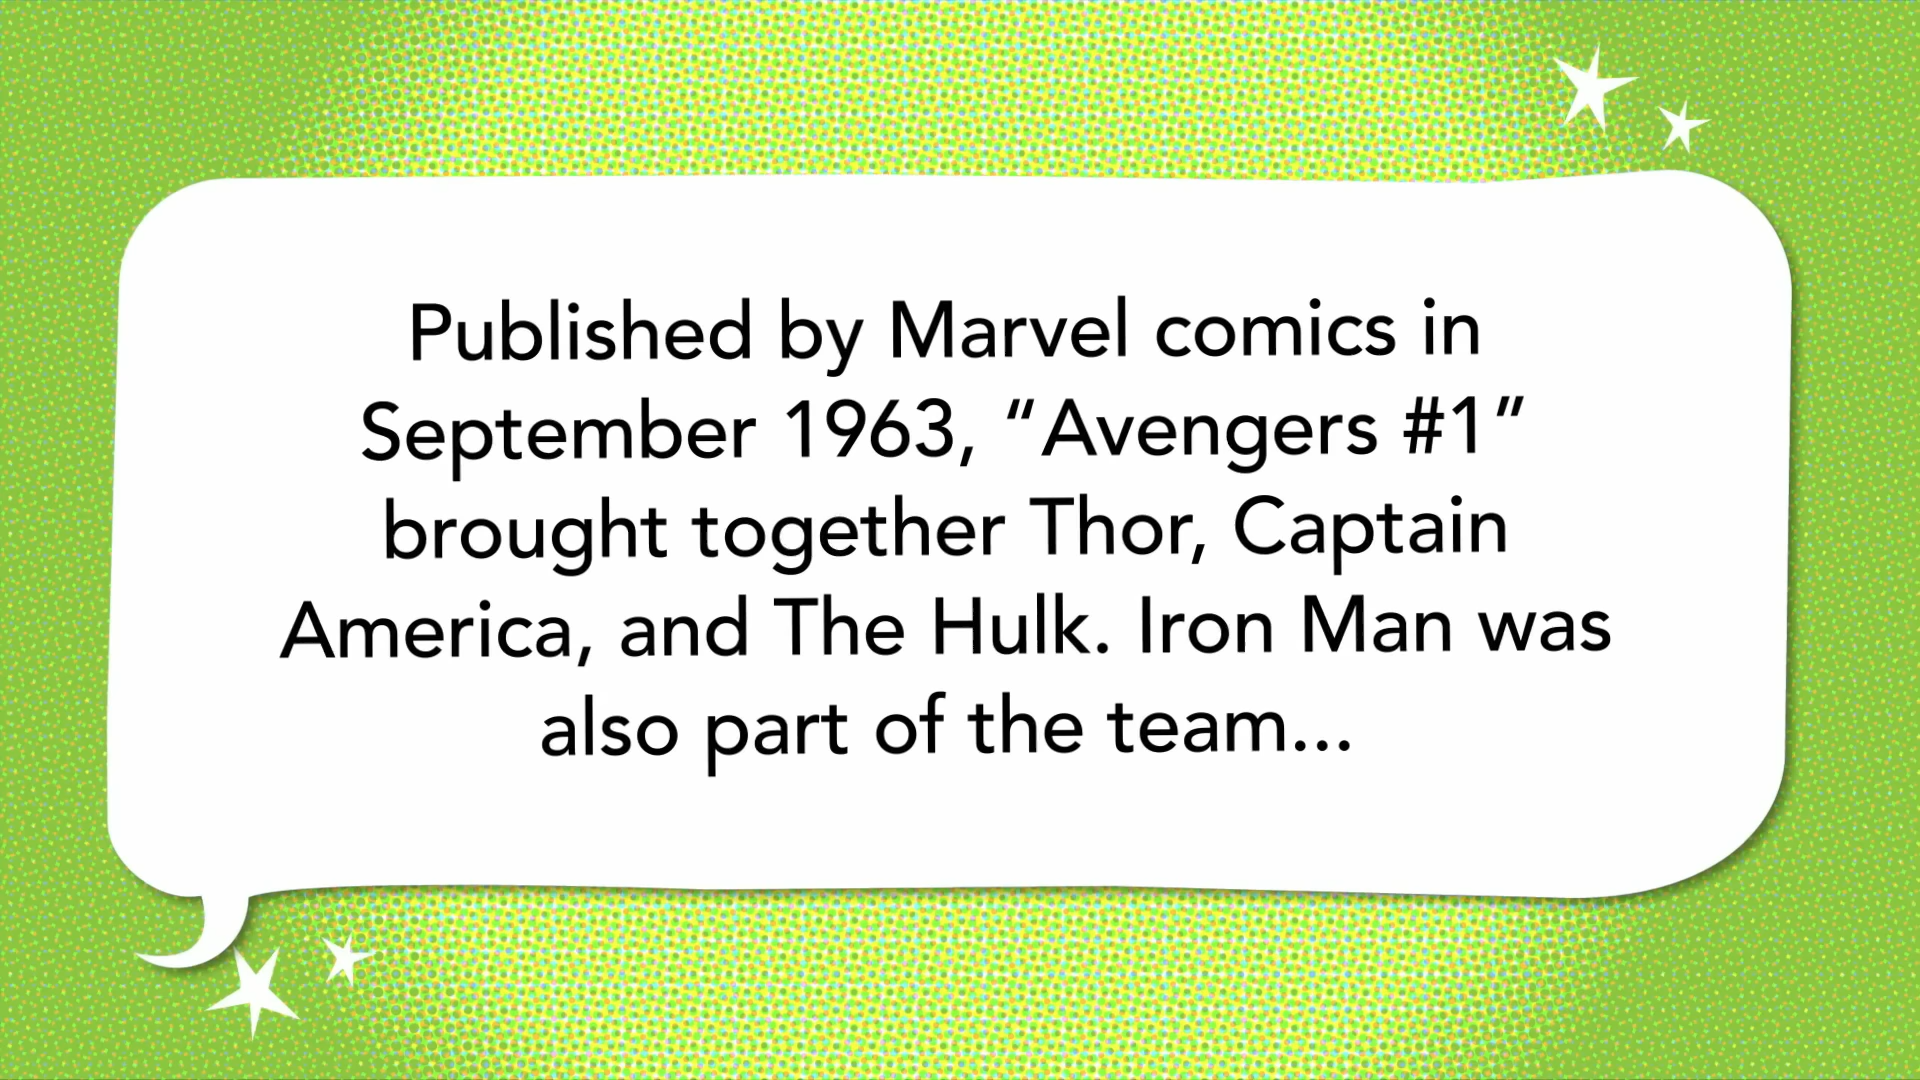 Published by Marvel comics in
September 1963, “Avengers #1”
brought together Thor, Captain
America, and The Hulk. Iron Man was
also part of the team...